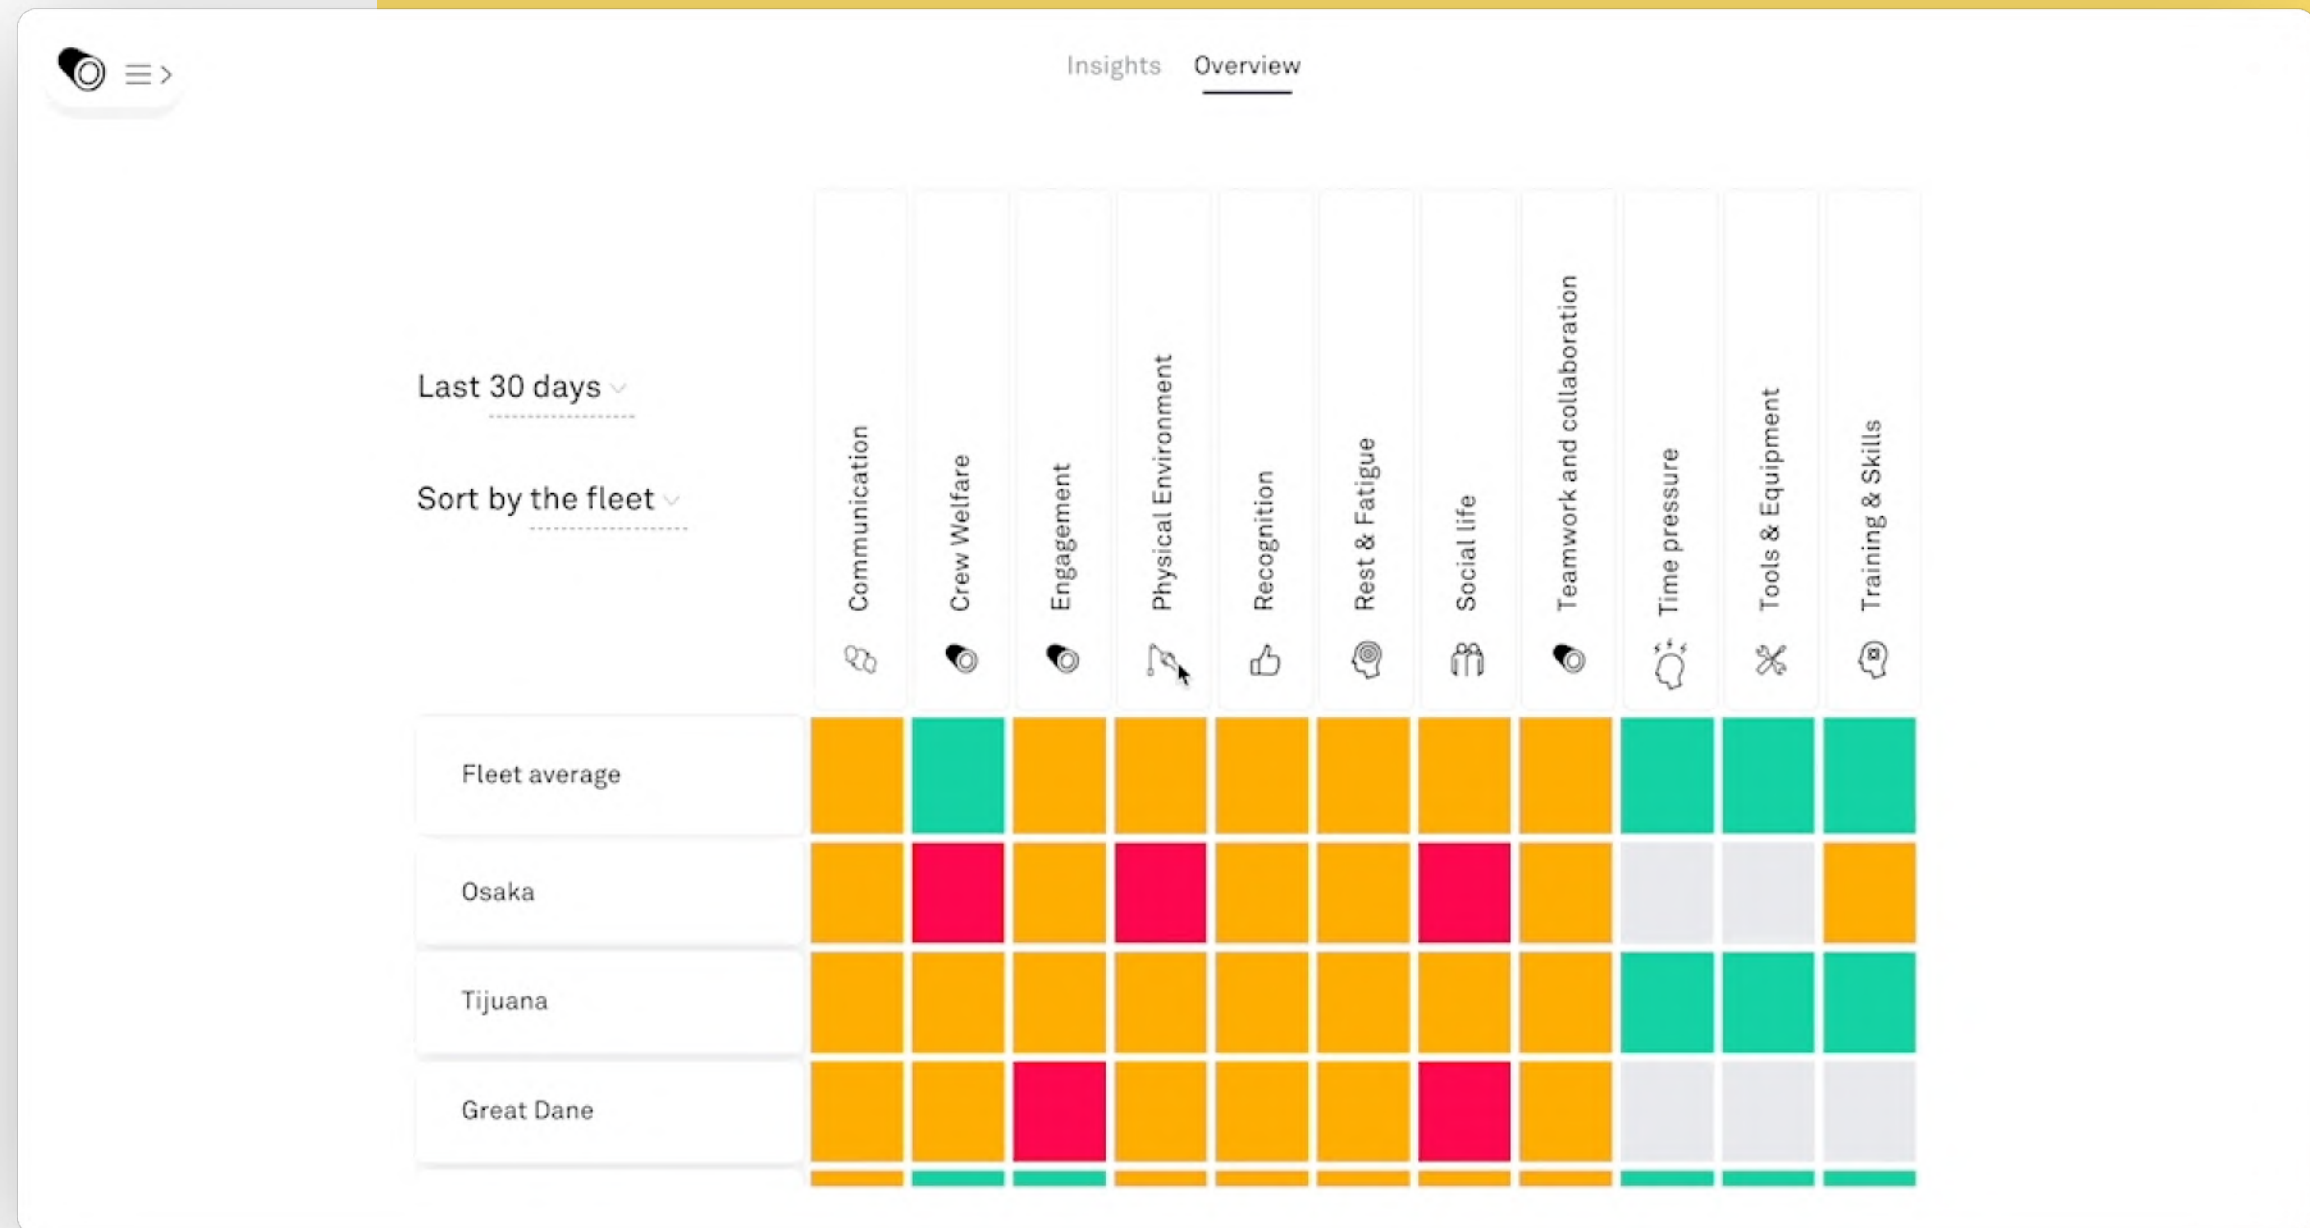 Insights
Overview
Last 30 days
Sort by the fleet
Communication
Crew Welfare
Engagement
Physical Environment
Recognition
Rest & Fatigue
Social life
Teamwork and collaboration
Time pressure
Tools & Equipment
Training & Skills
Fleet average
Osaka
Tijuana
Great Dane